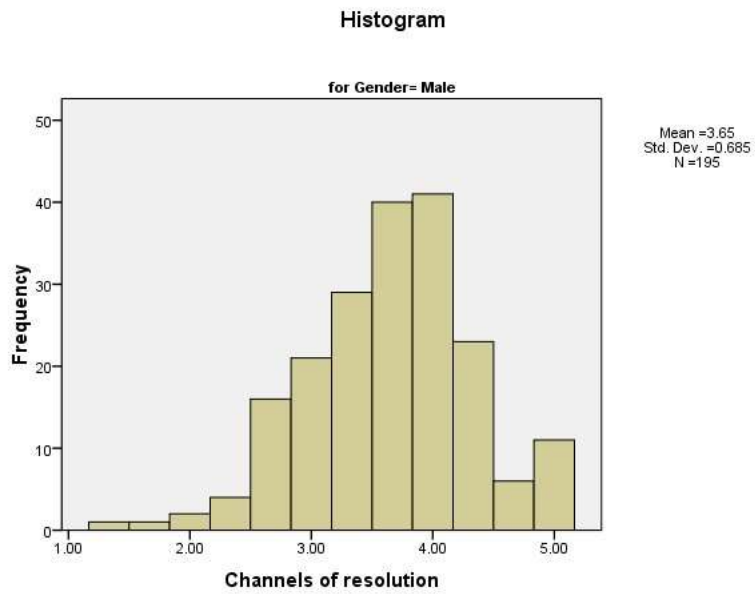 Histogram
for Gender= Male
Mean =3.65
Std. Dev. =0.685
N =195
50
40
30
20
10
0
Frequency
1.00 2.00 3.00 4.00 5.00
Channels of resolution